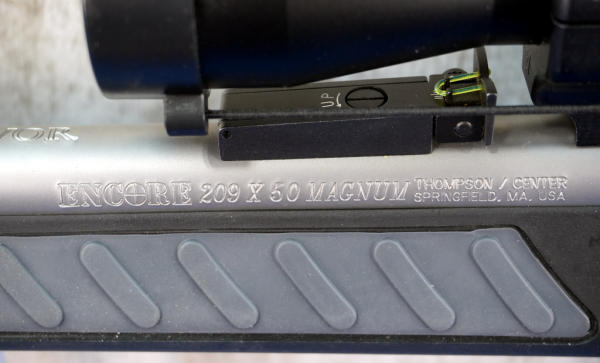 UP
ENCORE 209 X 50 MAGNUM THOMPSON / CENTER
SPRINGFIELD, MA. USA